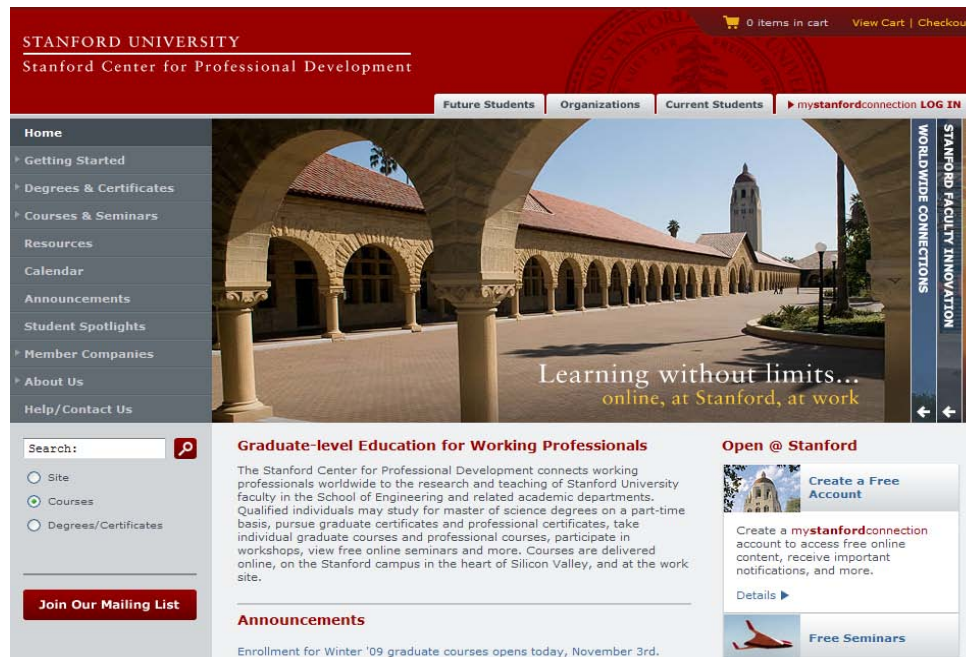 0 items in cart View Cart | Checkou
STANFORD UNIVERSITY
Stanford Center for Professional Development
Future Students Organizations Current Students mystanfordconnection LOG IN
Home
Getting Started
Degrees & Certificates
Courses & Seminars
Resources
Calendar
Announcements
Student Spotlights
Member Companies
About Us
Help/Contact Us
WORLDWIDE CONNECTIONS
STANFORD FACULTY INNOVATION
Learning without limits...
online, at Stanford, at work
Search:
Site
Courses
Degrees/Certificates
Join Our Mailing List
Graduate-level Education for Working Professionals
The Stanford Center for Professional Development connects working
professionals worldwide to the research and teaching of Stanford University
faculty in the School of Engineering and related academic departments.
Qualified individuals may study for master of science degrees on a part-time
basis, pursue graduate certificates and professional certificates, take
individual graduate courses and professional courses, participate in
workshops, view free online seminars and more. Courses are delivered
online, on the Stanford campus in the heart of Silicon Valley, and at the work
site.
Announcements
Enrollment for Winter '09 graduate courses opens today, November 3rd.
Open @ Stanford
Create a Free
Account
Create a mystanfordconnection
account to access free online
content, receive important
notifications, and more.
Details
Free Seminars